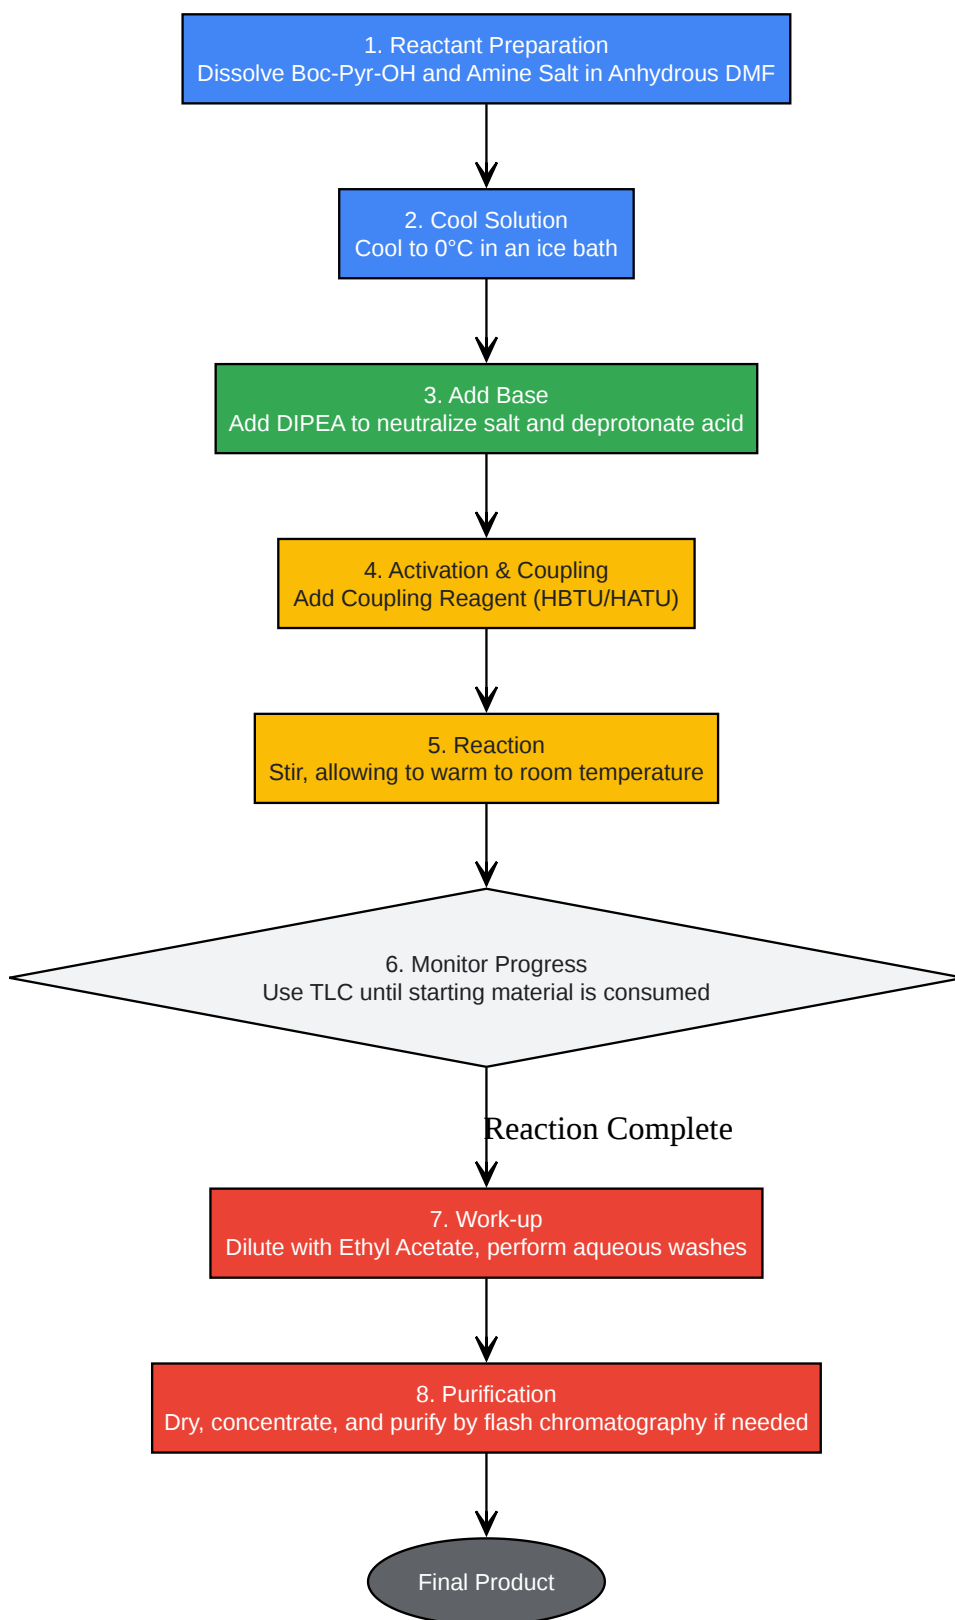 1. Reactant Preparation
Dissolve Boc-Pyr-OH and Amine Salt in Anhydrous DMF
2. Cool Solution
Cool to 0°C in an ice bath
3. Add Base
Add DIPEA to neutralize salt and deprotonate acid
4. Activation & Coupling
Add Coupling Reagent (HBTU/HATU)
5. Reaction
Stir, allowing to warm to room temperature
6. Monitor Progress
Use TLC until starting material is consumed
Reaction Complete
7. Work-up
Dilute with Ethyl Acetate, perform aqueous washes
8. Purification
Dry, concentrate, and purify by flash chromatography if needed
Final Product